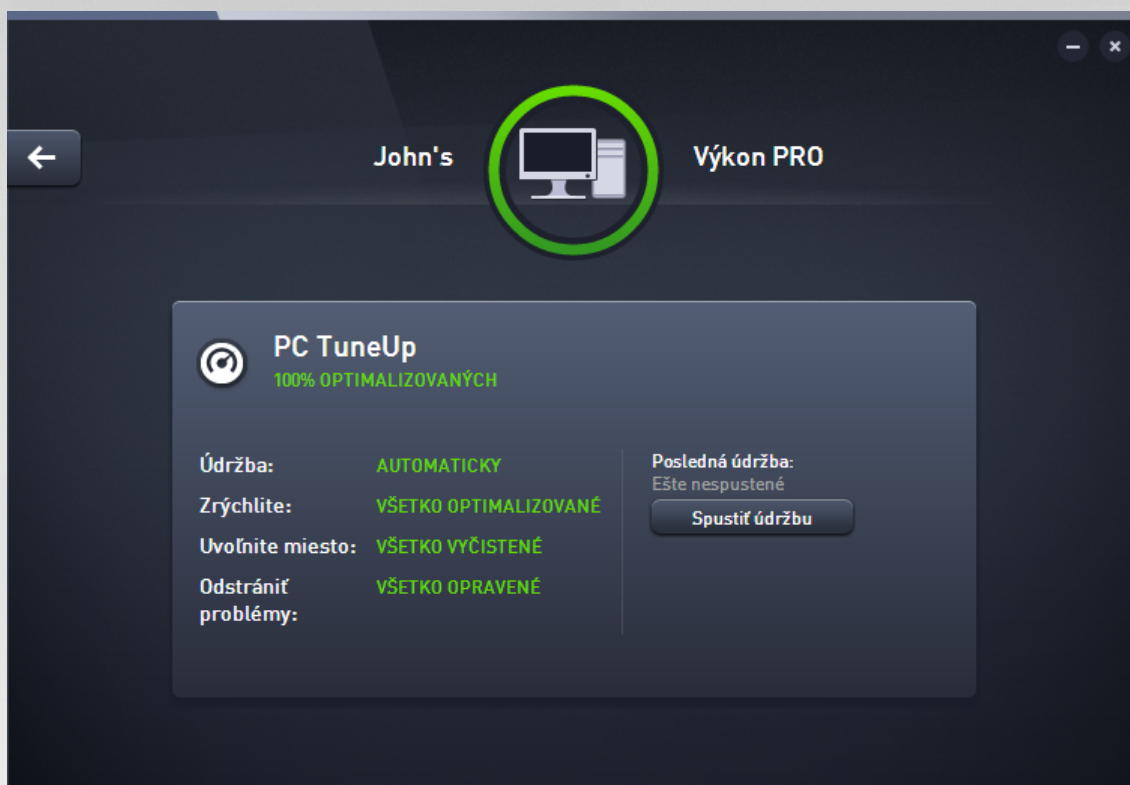 John's
Výkon PRO
PC TuneUp
100% OPTIMALIZOVANÝCH
Údržba: AUTOMATICKY
Zrýchlite: VŠETKO OPTIMALIZOVANÉ
Uvoľnite miesto: VŠETKO VYČISTENÉ
Odstrániť
problémy:
VŠETKO OPRAVENÉ
Posledná údržba:
Ešte nespustené
Spustiť údržbu